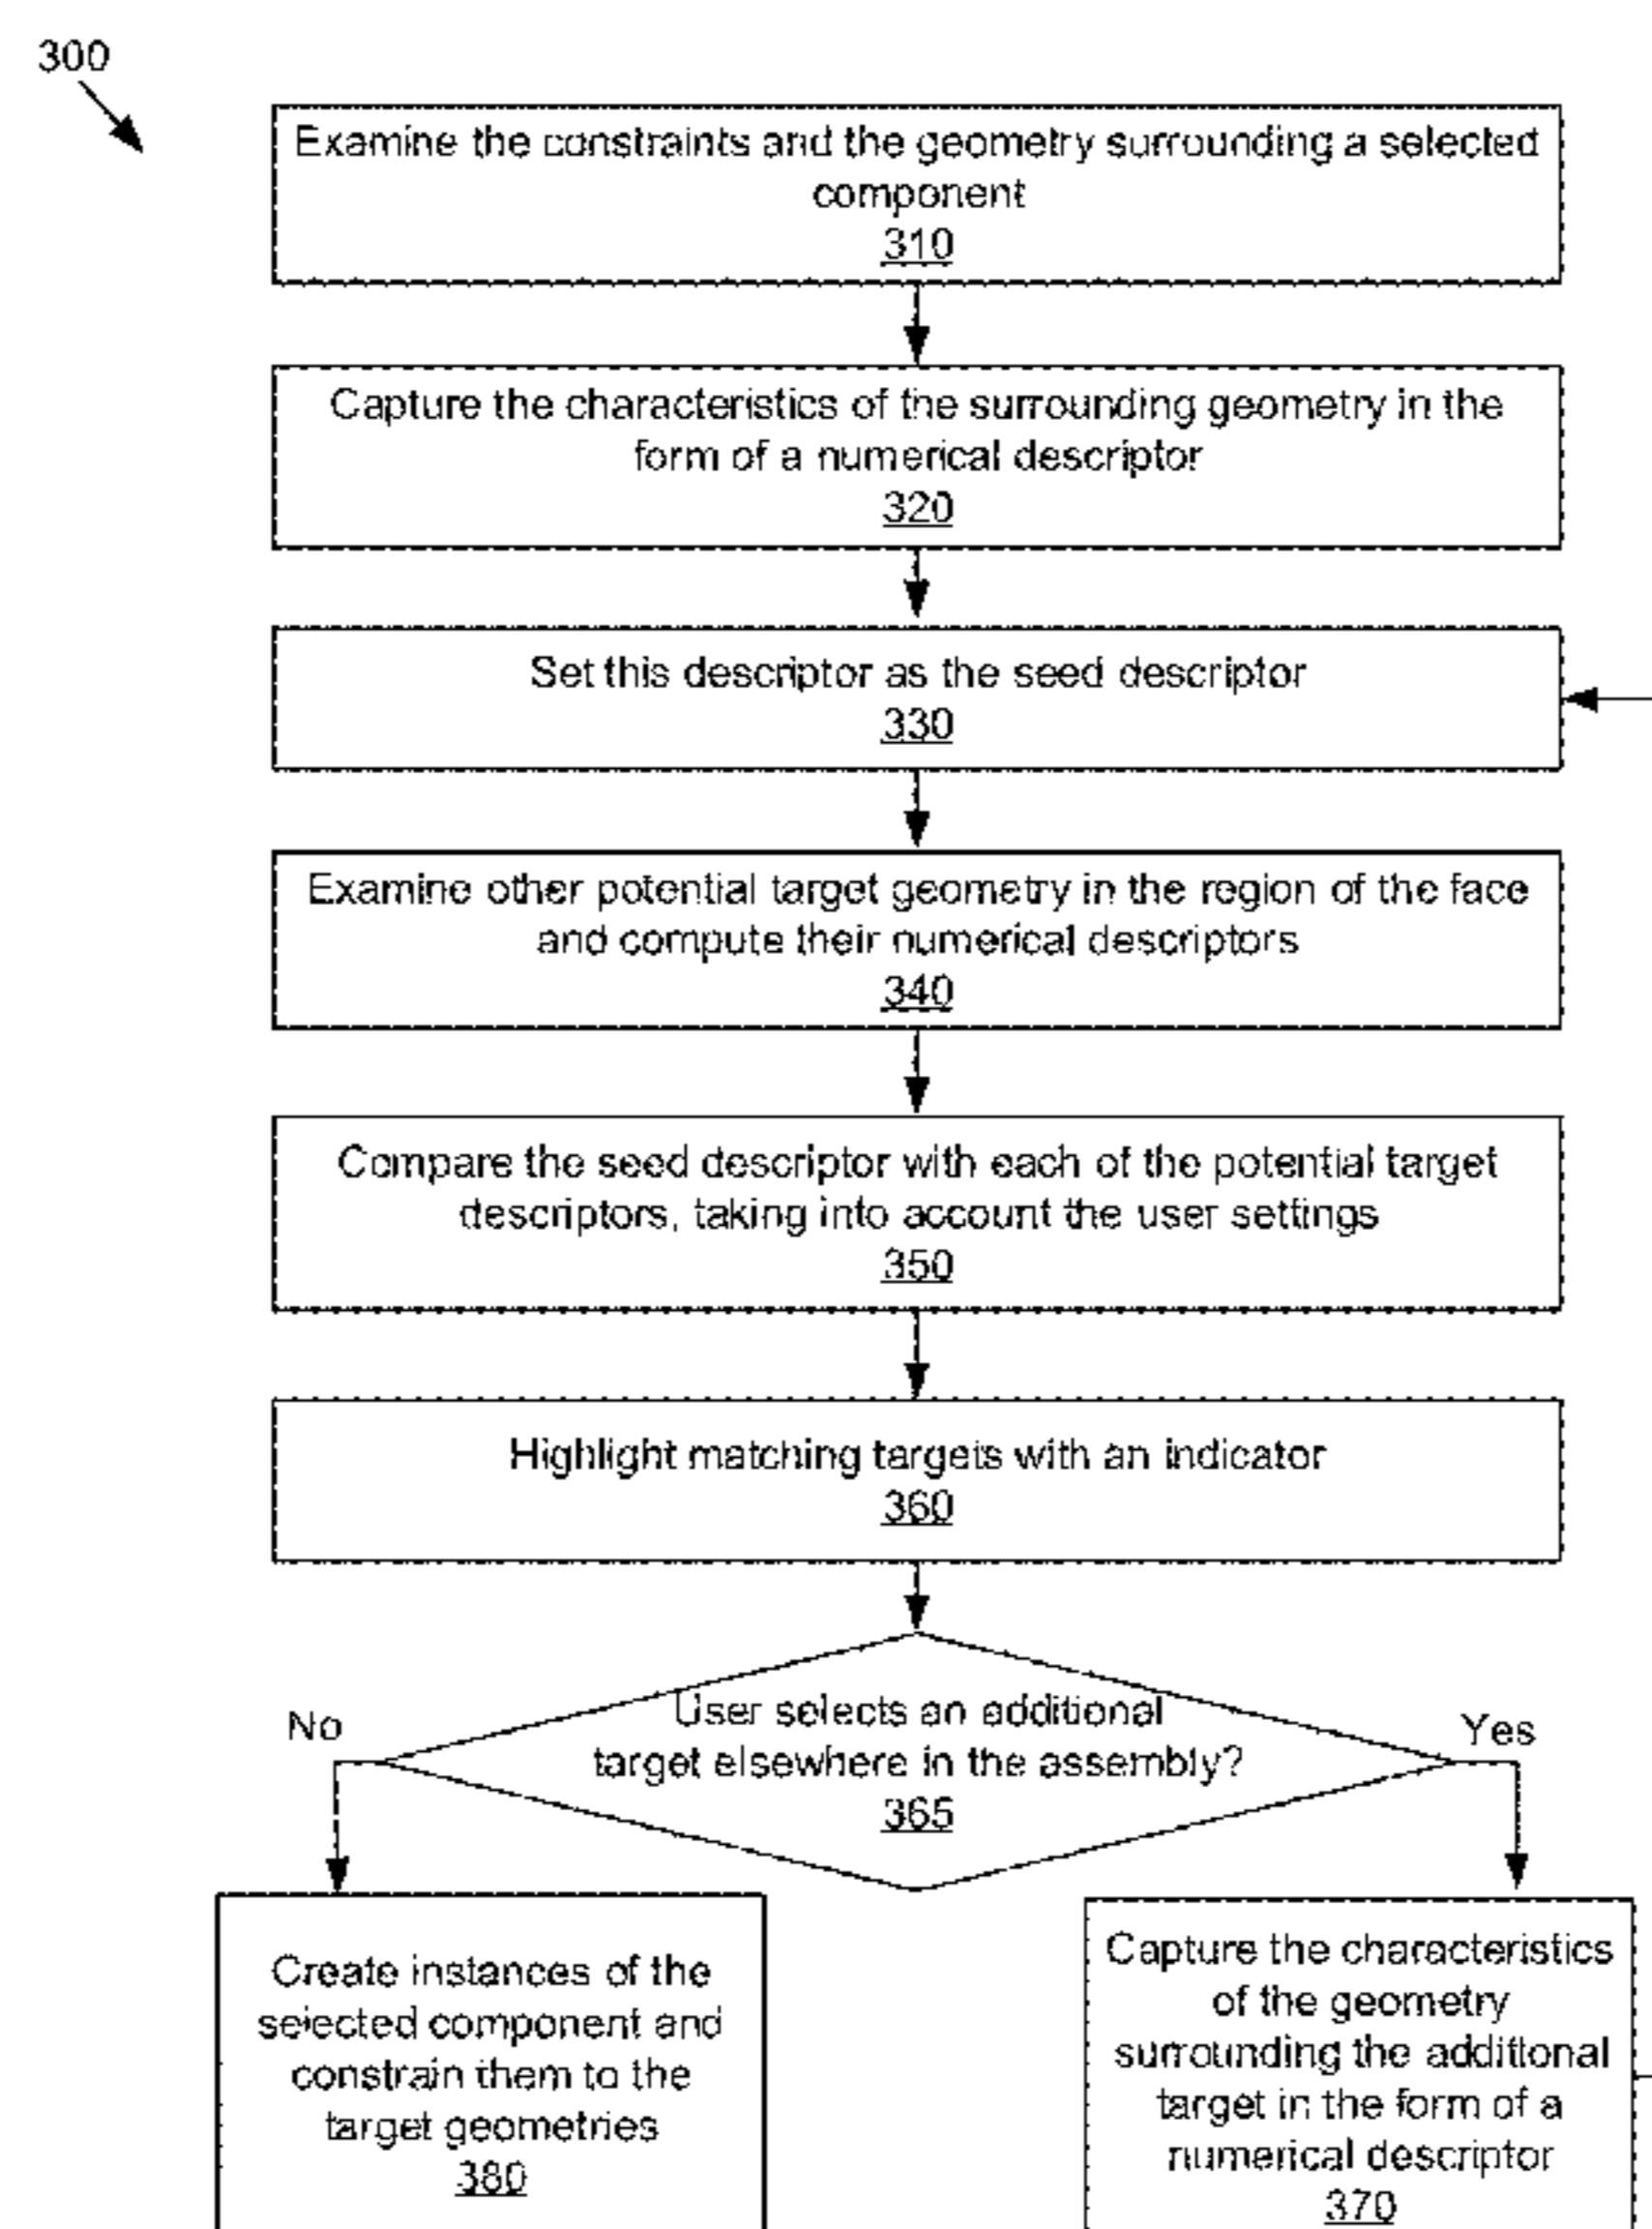 300
Examine the constraints and the geometry surrounding a selected
component
310
Capture the characteristics of the surrounding geometry in the
form of a numerical descriptor
320
Set this descriptor as the seed descriptor
330
Examine other potential target geometry in the region of the face
and compute their numerical descriptors
340
Compare the seed descriptor with each of the potential target
descriptors, taking into account the user settings
350
Highlight matching targets with an indicator
360
User selects an additional
target elsewhere in the assembly?
365
No
Yes
Create instances of the
selected component and
constrain them to the
target geometries
380
Capture the characteristics
of the geometry
surrounding the additional
target in the form of a
numerical descriptor
370